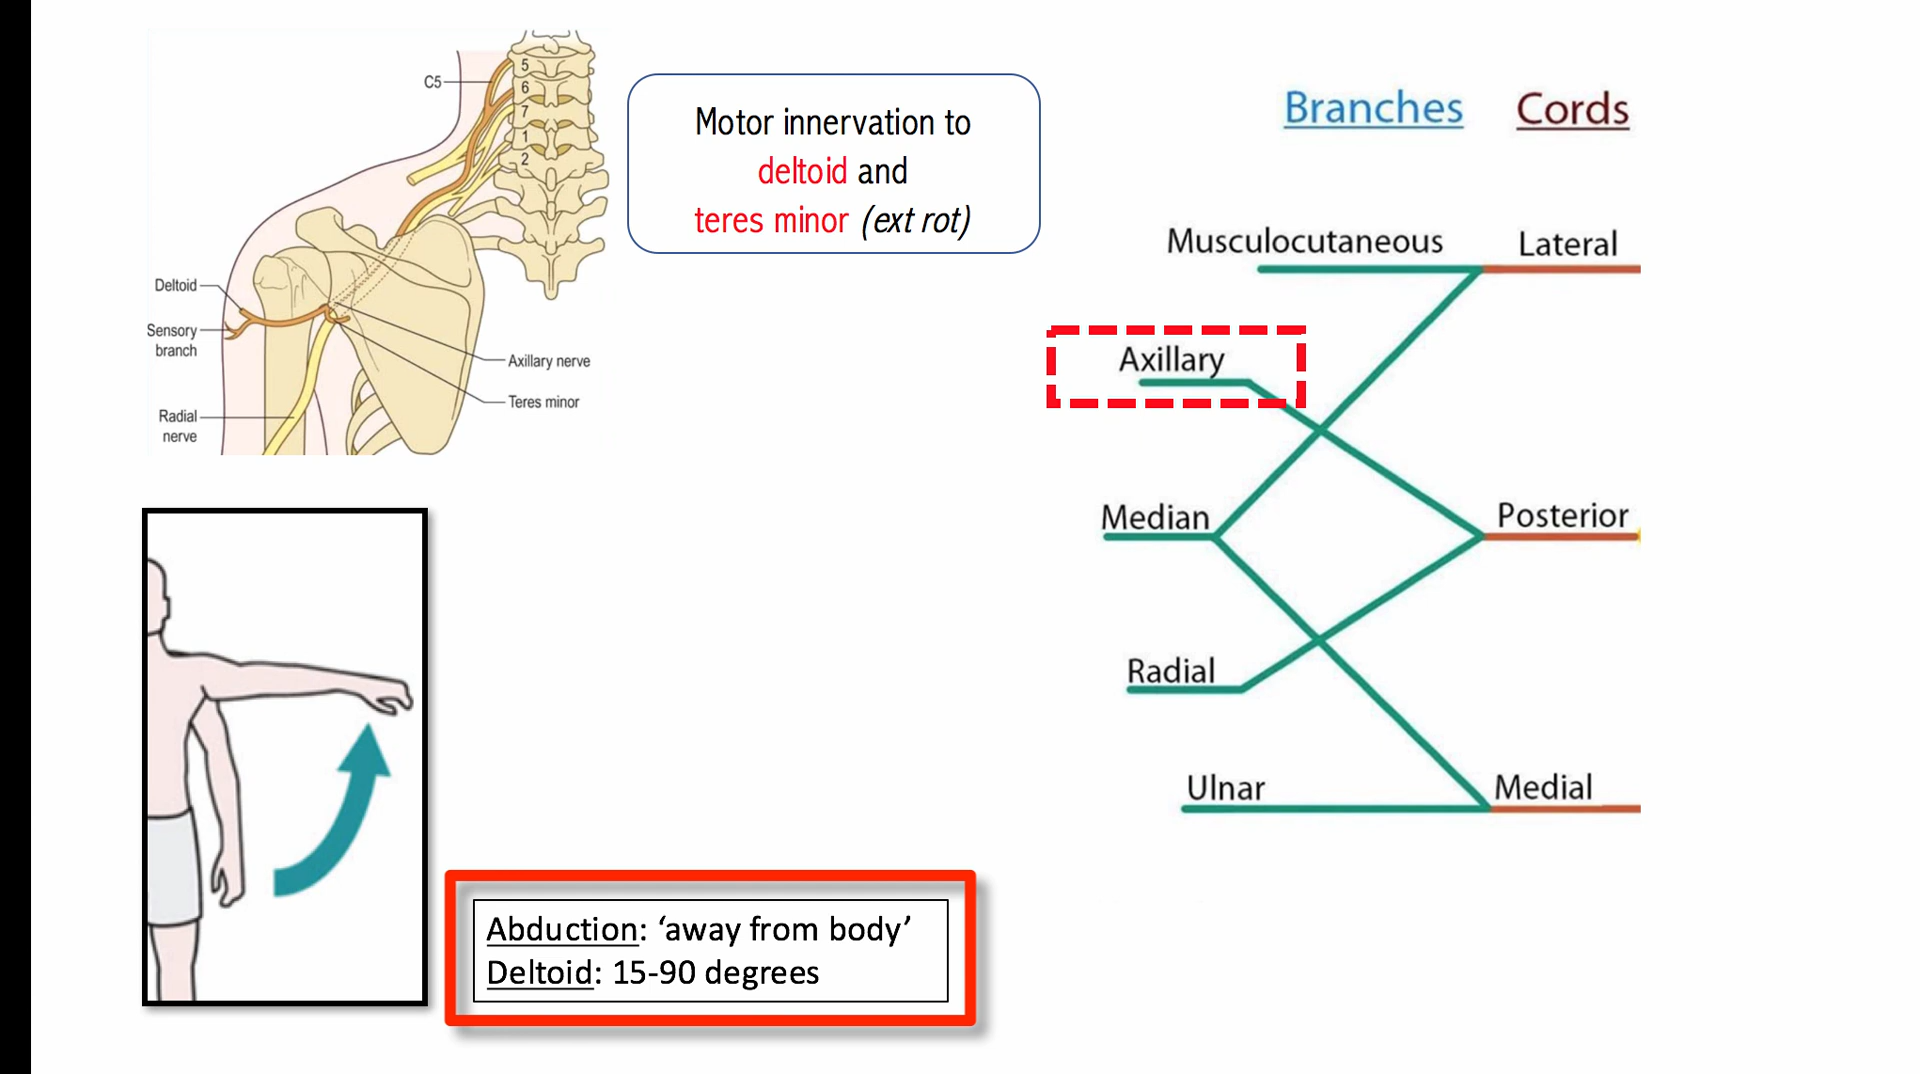 C5
5
6
7
1
2
Deltoid
Sensory
branch
Radial
nerve
Axillary nerve
Teres minor
Motor innervation to
deltoid and
teres minor (ext rot)
Branches Cords
Musculocutaneous Lateral
Axillary
Median Posterior
Radial
Ulnar Medial
Abduction: ‘away from body’
Deltoid: 15-90 degrees